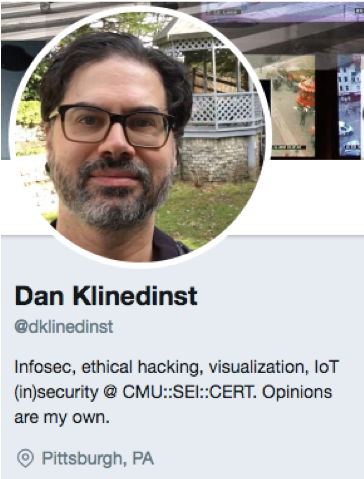 Dan Klinedinst
@dklinedinst
Infosec, ethical hacking, visualization, IoT
(in)security @ CMU::SEI::CERT. Opinions
are my own.
Pittsburgh, PA